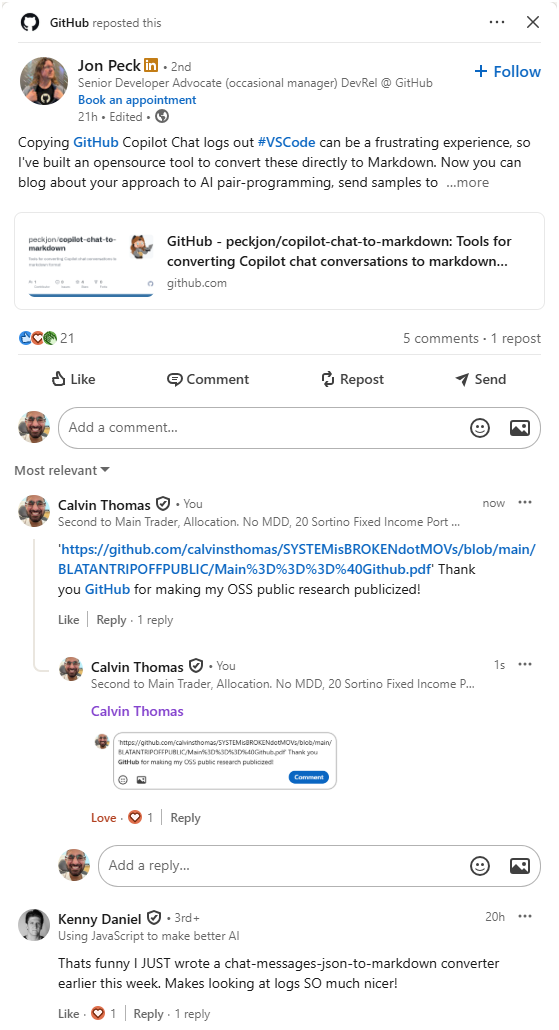 GitHub reposted this
Jon Peck in • 2nd
Senior Developer Advocate (occasional manager) DevRel @ GitHub
+ Follow
Book an appointment
21h • Edited •
Copying GitHub Copilot Chat logs out #VSCode can be a frustrating experience, so
I've built an opensource tool to convert these directly to Markdown. Now you can
blog about your approach to AI pair-programming, send samples to ...more
peckjon/copilot-chat-to-
markdown
Tools for converting Copilot chat conversations to
markdown format
GitHub - peckjon/copilot-chat-to-markdown: Tools for
converting Copilot chat conversations to markdown...
github.com
21
5 comments • 1 repost
Like
Comment
Repost
Send
Add a comment...
Most relevant
Calvin Thomas • You
now
Second to Main Trader, Allocation. No MDD, 20 Sortino Fixed Income Port ...
'https://github.com/calvinsthomas/SYSTEMisBROKENdotMOVs/blob/main/
BLATANTRIPOFFPUBLIC/Main%3D%3D%3D%40Github.pdf' Thank
you GitHub for making my OSS public research publicized!
Like | Reply • 1 reply
Calvin Thomas • You
1s
Second to Main Trader, Allocation. No MDD, 20 Sortino Fixed Income P...
Calvin Thomas
'https://github.com/calvinsthomas/SYSTEMisBROKENdotMOVs/blob/main/
BLATANTRIPOFFPUBLIC/Main%3D%3D%3D%40Github.pdf' Thank you
GitHub for making my OSS public research publicized!
Comment
Love • 1 | Reply
Add a reply...
Kenny Daniel • 3rd+
20h
Using JavaScript to make better AI
Thats funny I JUST wrote a chat-messages-json-to-markdown converter
earlier this week. Makes looking at logs SO much nicer!
Like • 1 | Reply • 1 reply